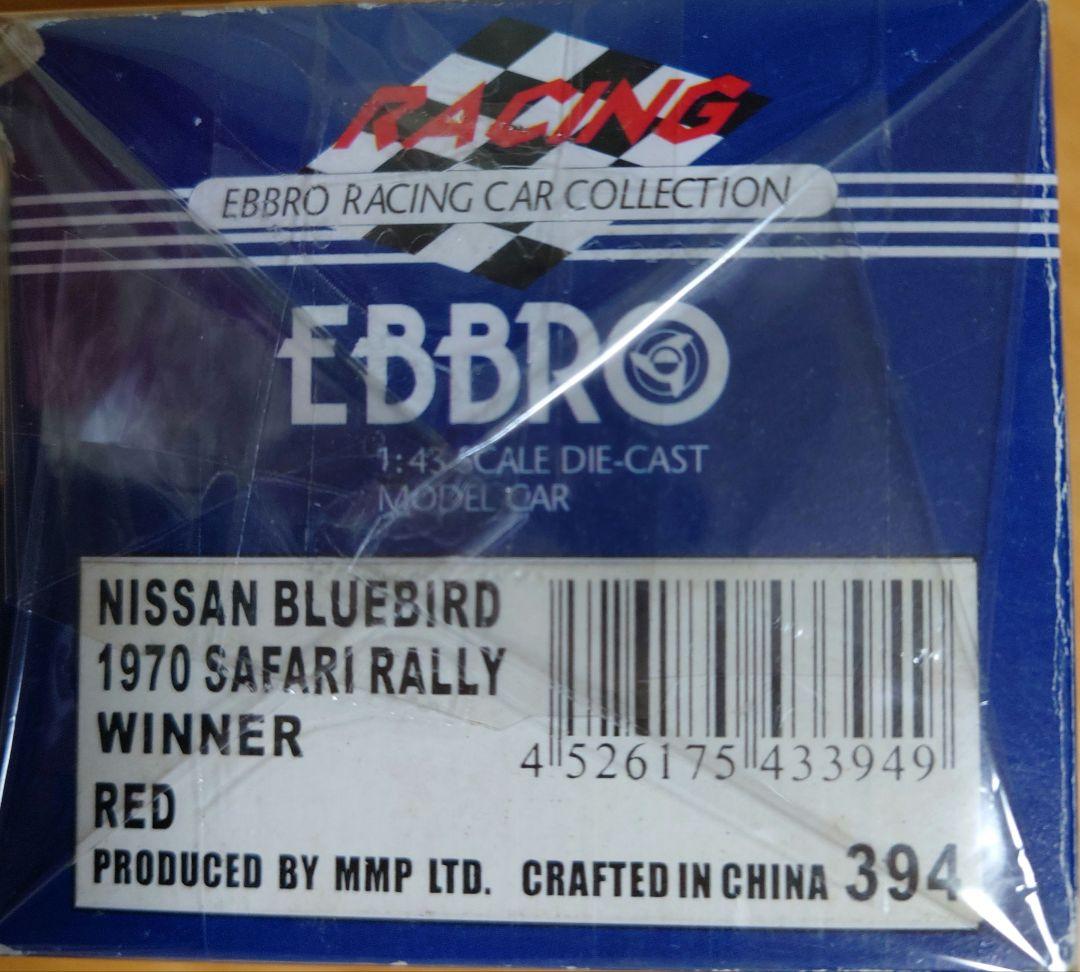 RACING
EBBRO RACING CAR COLLECTION
EBBRO
1:43 SCALE DIE-CAST
MODEL CAR
NISSAN BLUEBIRD
1970 SAFARI RALLY
WINNER
RED
4 526175 433949
PRODUCED BY MMP LTD. CRAFTED IN CHINA 394